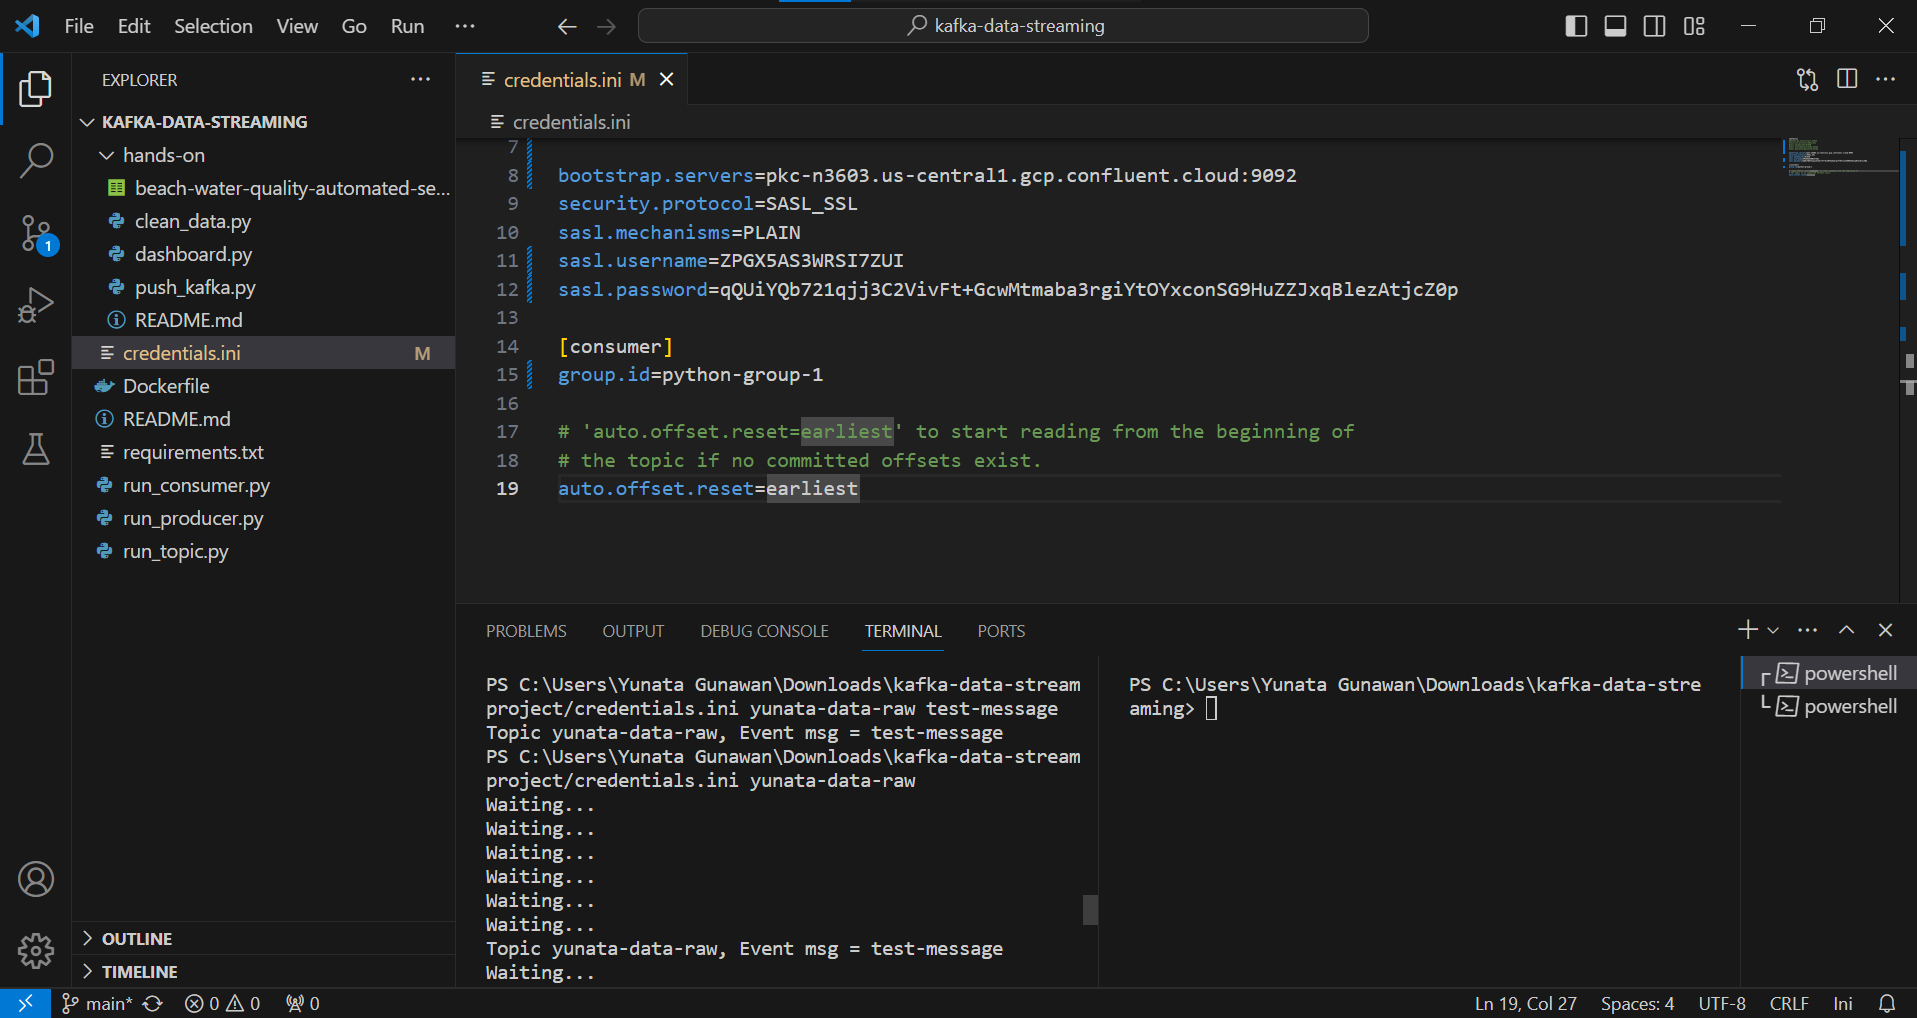 File Edit Selection View Go Run ···
kafka-data-streaming
EXPLORER ···
KAFKA-DATA-STREAMING
hands-on
beach-water-quality-automated-se...
clean_data.py
dashboard.py
push_kafka.py
README.md
credentials.ini M
Dockerfile
README.md
requirements.txt
run_consumer.py
run_producer.py
run_topic.py
OUTLINE
TIMELINE
1
credentials.ini M
credentials.ini
7
8 bootstrap.servers=pkc-n3603.us-central1.gcp.confluent.cloud:9092
9 security.protocol=SASL_SSL
10 sasl.mechanisms=PLAIN
11 sasl.username=ZPGX5AS3WRSI7ZUI
12 sasl.password=qQUiYQb721qjj3C2VivFt+GcwMtmaba3rgiYtOYxconSG9HuZZJxqBlezAtjcZ0p
13
14 [consumer]
15 group.id=python-group-1
16
17 # 'auto.offset.reset=earliest' to start reading from the beginning of
18 # the topic if no committed offsets exist.
19 auto.offset.reset=earliest
PROBLEMS OUTPUT DEBUG CONSOLE TERMINAL PORTS
PS C:\Users\Yunata Gunawan\Downloads\kafka-data-stream
project/credentials.ini yunata-data-raw test-message
Topic yunata-data-raw, Event msg = test-message
PS C:\Users\Yunata Gunawan\Downloads\kafka-data-stream
project/credentials.ini yunata-data-raw
Waiting...
Waiting...
Waiting...
Waiting...
Waiting...
Waiting...
Topic yunata-data-raw, Event msg = test-message
Waiting...
PS C:\Users\Yunata Gunawan\Downloads\kafka-data-stre
aming>
powershell
powershell
main* 0 0 0
Ln 19, Col 27 Spaces: 4 UTF-8 CRLF Ini